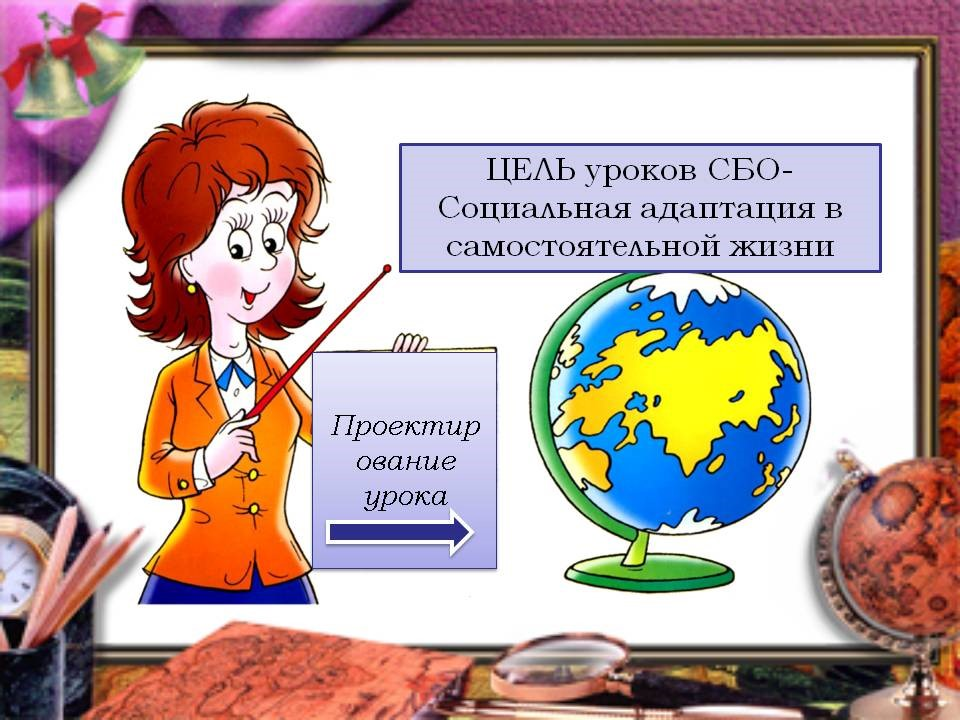 ЦЕЛЬ уроков СБО-
Социальная адаптация в
самостоятельной жизни
Проектир
ование
урока